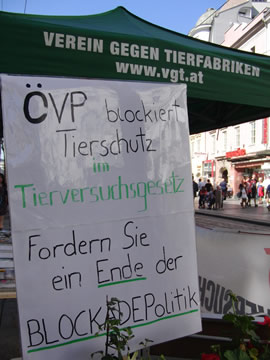 VEREIN GEGEN TIERFABRIKEN
www.vgt.at
ÖVP blockiert
Tierschutz
im
Tierversuchsgesetz
Fordern Sie
ein Ende der
BLOCKADEPolitik